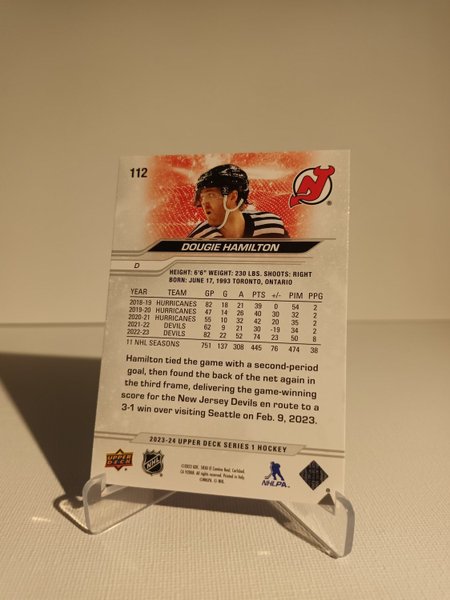 112
DOUGIE HAMILTON
D
HEIGHT: 6'6" WEIGHT: 230 LBS. SHOOTS: RIGHT
BORN: JUNE 17, 1993 TORONTO, ONTARIO
YEAR TEAM GP G A PTS +/- PIM PPG
2018-19 HURRICANES 82 18 21 39 0 54 2
2019-20 HURRICANES 47 14 26 40 30 32 2
2020-21 HURRICANES 55 10 32 42 20 35 2
2021-22 DEVILS 62 9 21 30 -19 34 2
2022-23 DEVILS 82 22 52 74 23 50 8
11 NHL SEASONS 751 137 308 445 76 474 38
Hamilton tied the game with a second-period
goal, then found the back of the net again in
the third frame, delivering the game-winning
score for the New Jersey Devils en route to a
3-1 win over visiting Seattle on Feb. 9, 2023.
2023-24 UPPER DECK SERIES 1 HOCKEY
UPPER DECK
NHL
NHLPA